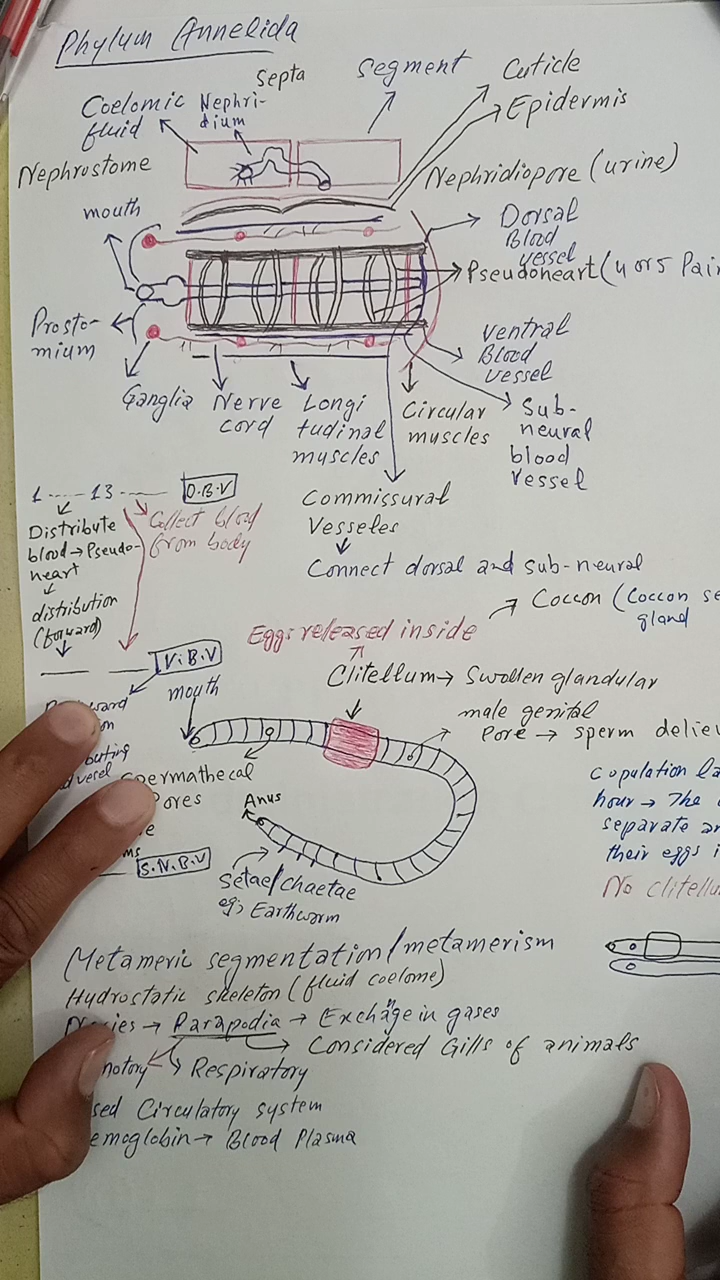 Phylum Annelida
Septa
Segment
Cuticle
Epidermis
Coelomic
fluid
Nephri-
dium
Nephrostome
Nephridiopore (urine)
mouth
Dorsal
Blood
vessel
Pseudoheart (4 or 5 Pai
Prosto-
mium
Ventral
Blood
vessel
Ganglia
Nerve
cord
Longi
tudinal
muscles
Circular
muscles
Sub-
neural
blood
vessel
Commissural
Vesseles
Connect dorsal and sub-neural
1 ---- 13 ----
D.B.V
Distribute
blood → Pseudo-
heart
distribution
(forward)
Collect blood
from body
V.B.V
Eggs released inside
Coccon (Coccon se
gland
Clitellum → Swollen glandular
mouth
male genital
Pore → sperm deliev
permathecal
Pores
Anus
S.N.B.V
Setae/chaetae
eg; Earthworm
copulation la
hour → The
separate an
their eggs i
No clitellu
Metameric segmentation/metamerism
Hydrostatic skeleton (fluid coelome)
→ Parapodia → Exchange in gases
Considered Gills of animals
motory
Respiratory
sed Circulatory system
emoglobin → Blood Plasma